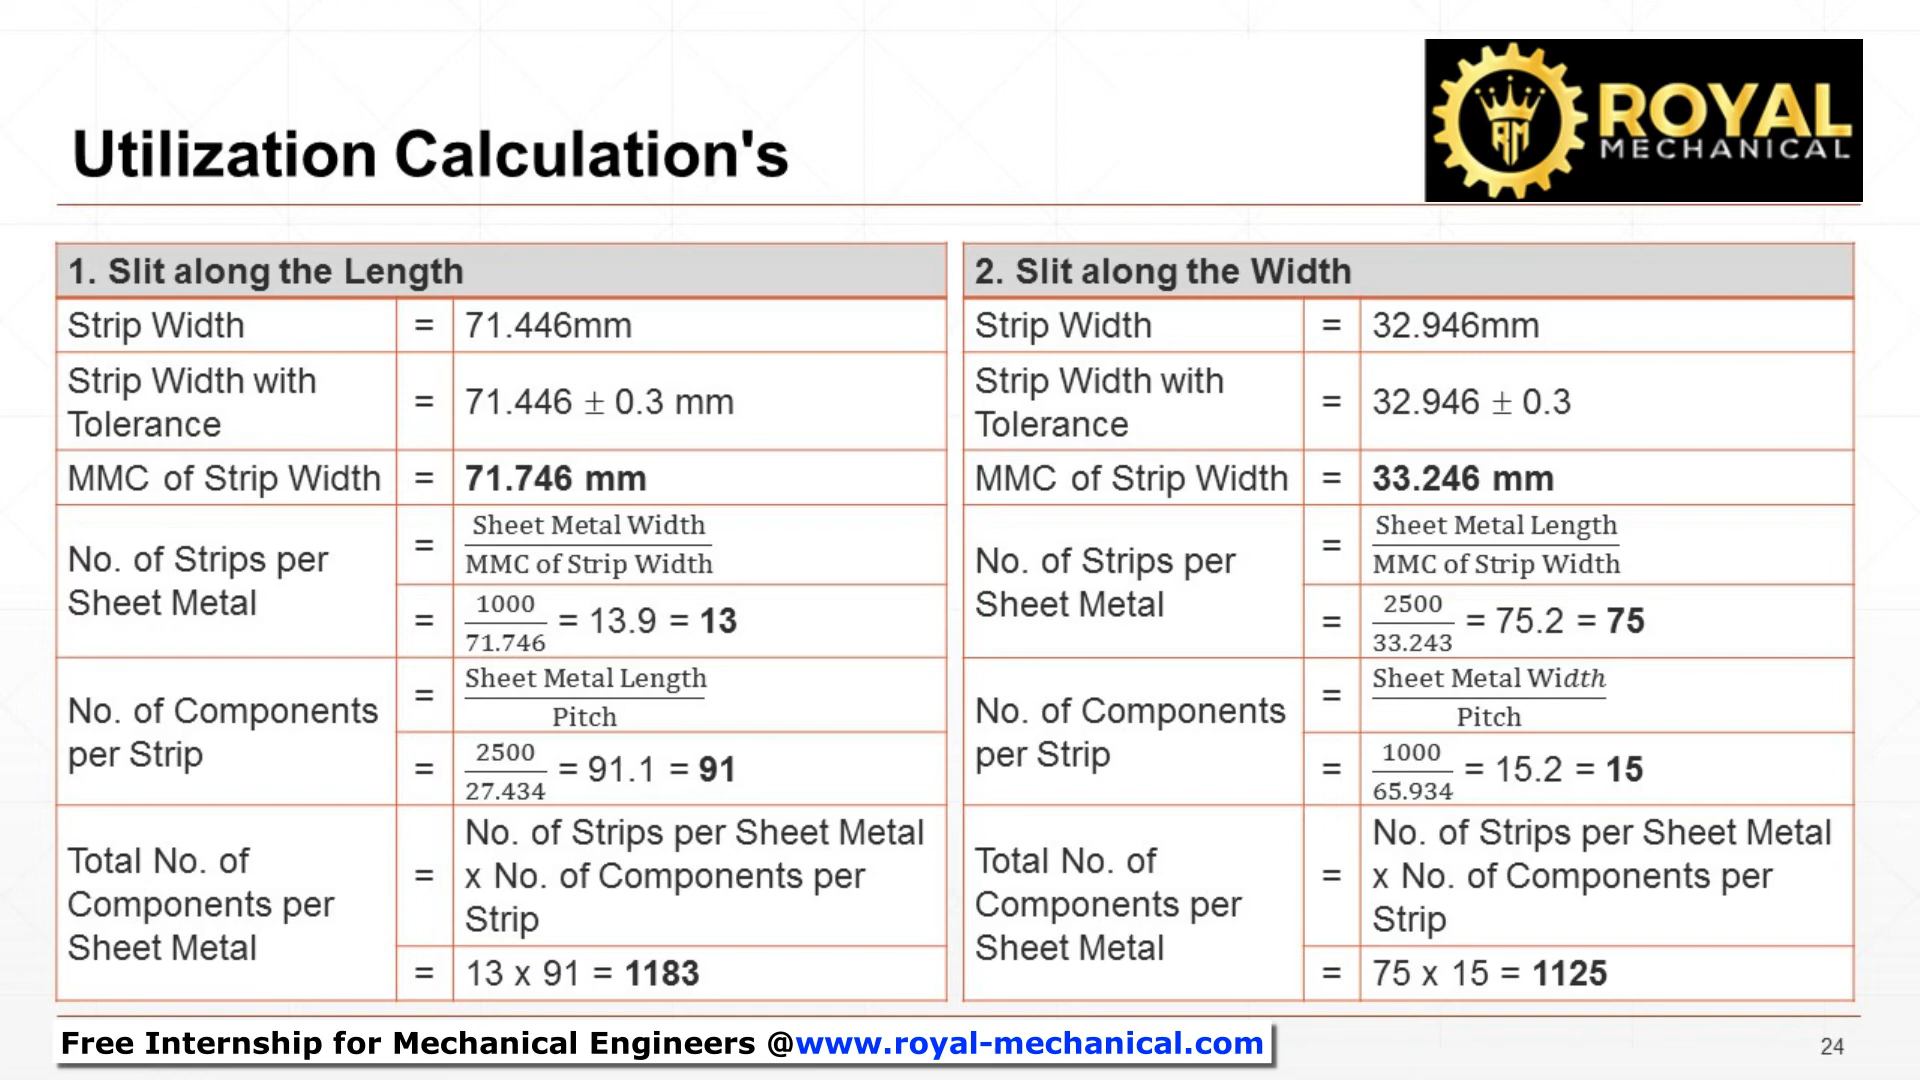 ROYAL
MECHANICAL
RM
Utilization Calculation's
1. Slit along the Length
Strip Width = 71.446mm
Strip Width with
Tolerance
= 71.446 ± 0.3 mm
MMC of Strip Width = 71.746 mm
No. of Strips per
Sheet Metal
= Sheet Metal Width
MMC of Strip Width
= 1000
71.746
= 13.9 = 13
No. of Components
per Strip
= Sheet Metal Length
Pitch
= 2500
27.434
= 91.1 = 91
Total No. of
Components per
Sheet Metal
= No. of Strips per Sheet Metal
x No. of Components per
Strip
= 13 x 91 = 1183
2. Slit along the Width
Strip Width = 32.946mm
Strip Width with
Tolerance
= 32.946 ± 0.3
MMC of Strip Width = 33.246 mm
No. of Strips per
Sheet Metal
= Sheet Metal Length
MMC of Strip Width
= 2500
33.243
= 75.2 = 75
No. of Components
per Strip
= Sheet Metal Width
Pitch
= 1000
65.934
= 15.2 = 15
Total No. of
Components per
Sheet Metal
= No. of Strips per Sheet Metal
x No. of Components per
Strip
= 75 x 15 = 1125
Free Internship for Mechanical Engineers @www.royal-mechanical.com
24